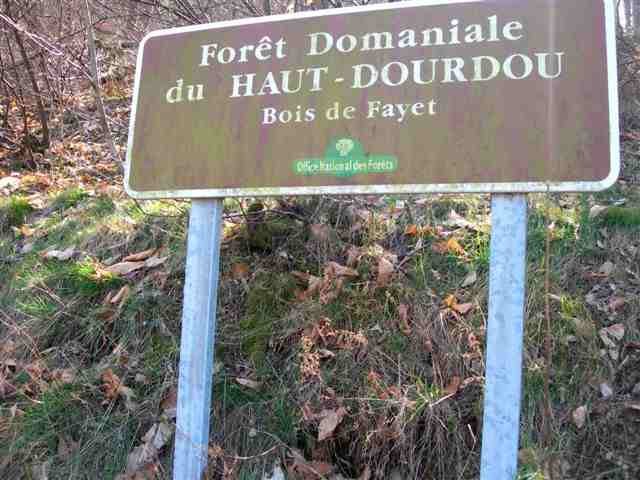 Forêt Domaniale
du HAUT-DOURDOU
Bois de Fayet
Office National des Forêts